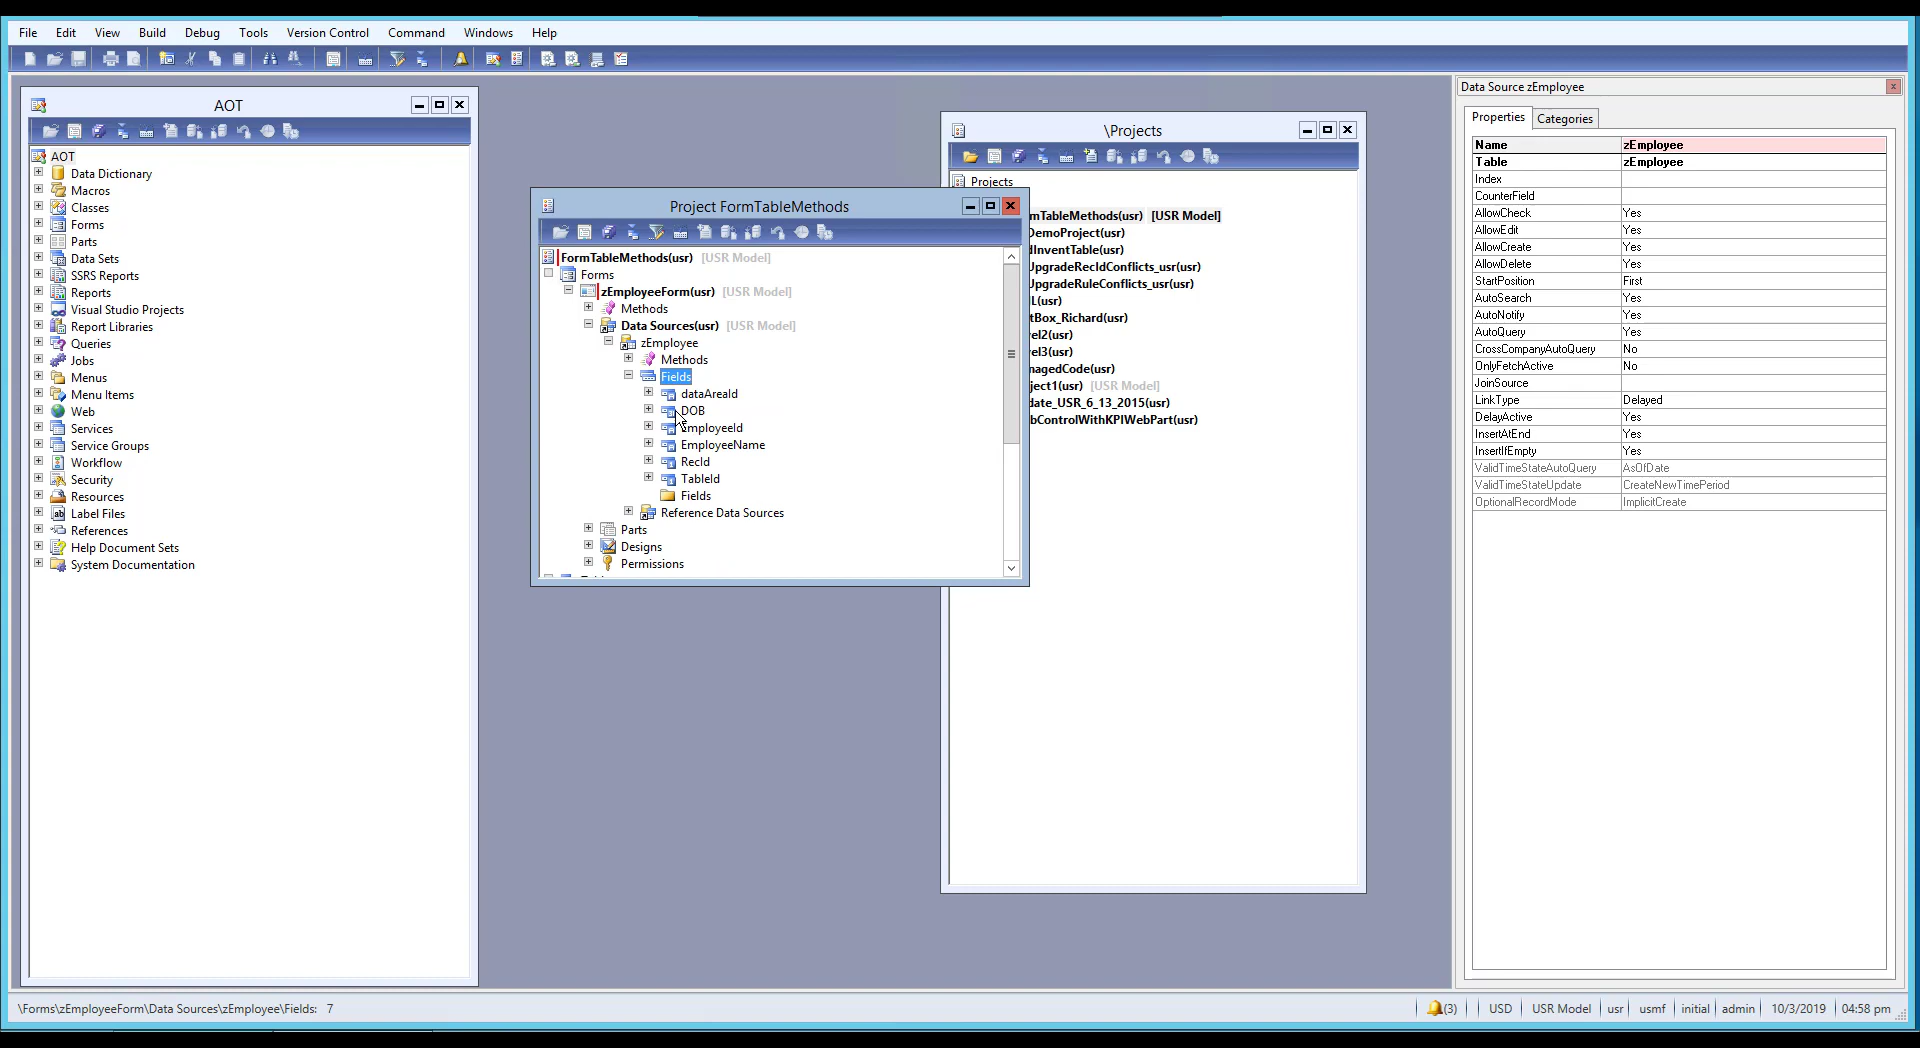 File Edit View Build Debug Tools Version Control Command Windows Help
AOT
AOT
Data Dictionary
Macros
Classes
Forms
Parts
Data Sets
SSRS Reports
Reports
Visual Studio Projects
Report Libraries
Queries
Jobs
Menus
Menu Items
Web
Services
Service Groups
Workflow
Security
Resources
Label Files
References
Help Document Sets
System Documentation
Project FormTableMethods
FormTableMethods(usr) [USR Model]
Forms
zEmployeeForm(usr) [USR Model]
Methods
Data Sources(usr) [USR Model]
zEmployee
Methods
Fields
dataAreaId
DOB
EmployeeId
EmployeeName
RecId
TableId
Fields
Reference Data Sources
Parts
Designs
Permissions
\Projects
Projects
mTableMethods(usr) [USR Model]
DemoProject(usr)
dInventTable(usr)
UpgradeRecIdConflicts_usr(usr)
UpgradeRuleConflicts_usr(usr)
L(usr)
tBox_Richard(usr)
vel2(usr)
vel3(usr)
nagedCode(usr)
ject1(usr) [USR Model]
date_USR_6_13_2015(usr)
bControlWithKPIWebPart(usr)
Data Source zEmployee
Properties Categories
Name zEmployee
Table zEmployee
Index
CounterField
AllowCheck Yes
AllowEdit Yes
AllowCreate Yes
AllowDelete Yes
StartPosition First
AutoSearch Yes
AutoNotify Yes
AutoQuery Yes
CrossCompanyAutoQuery No
OnlyFetchActive No
JoinSource
LinkType Delayed
DelayActive Yes
InsertAtEnd Yes
InsertIfEmpty Yes
ValidTimeStateAutoQuery AsOfDate
ValidTimeStateUpdate CreateNewTimePeriod
OptionalRecordMode ImplicitCreate
\Forms\zEmployeeForm\Data Sources\zEmployee\Fields: 7
(3) USD USR Model usr usmf initial admin 10/3/2019 04:58 pm